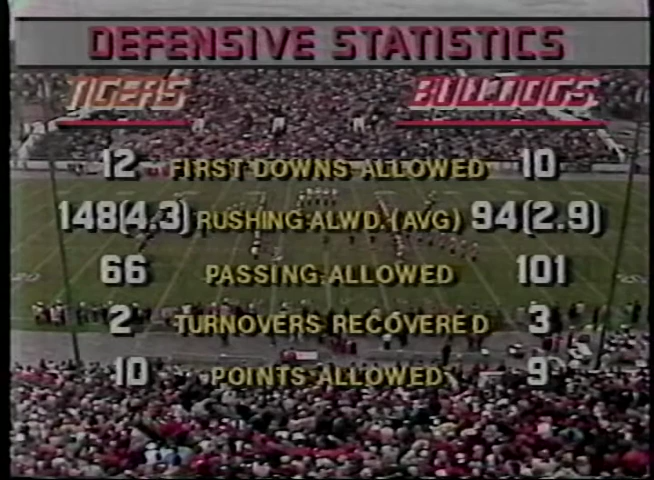 DEFENSIVE STATISTICS
TIGERS BULLDOGS
12 FIRST DOWNS ALLOWED 10
148(4.3) RUSHING ALWD. (AVG) 94(2.9)
66 PASSING ALLOWED 101
2 TURNOVERS RECOVERED 3
10 POINTS ALLOWED 9